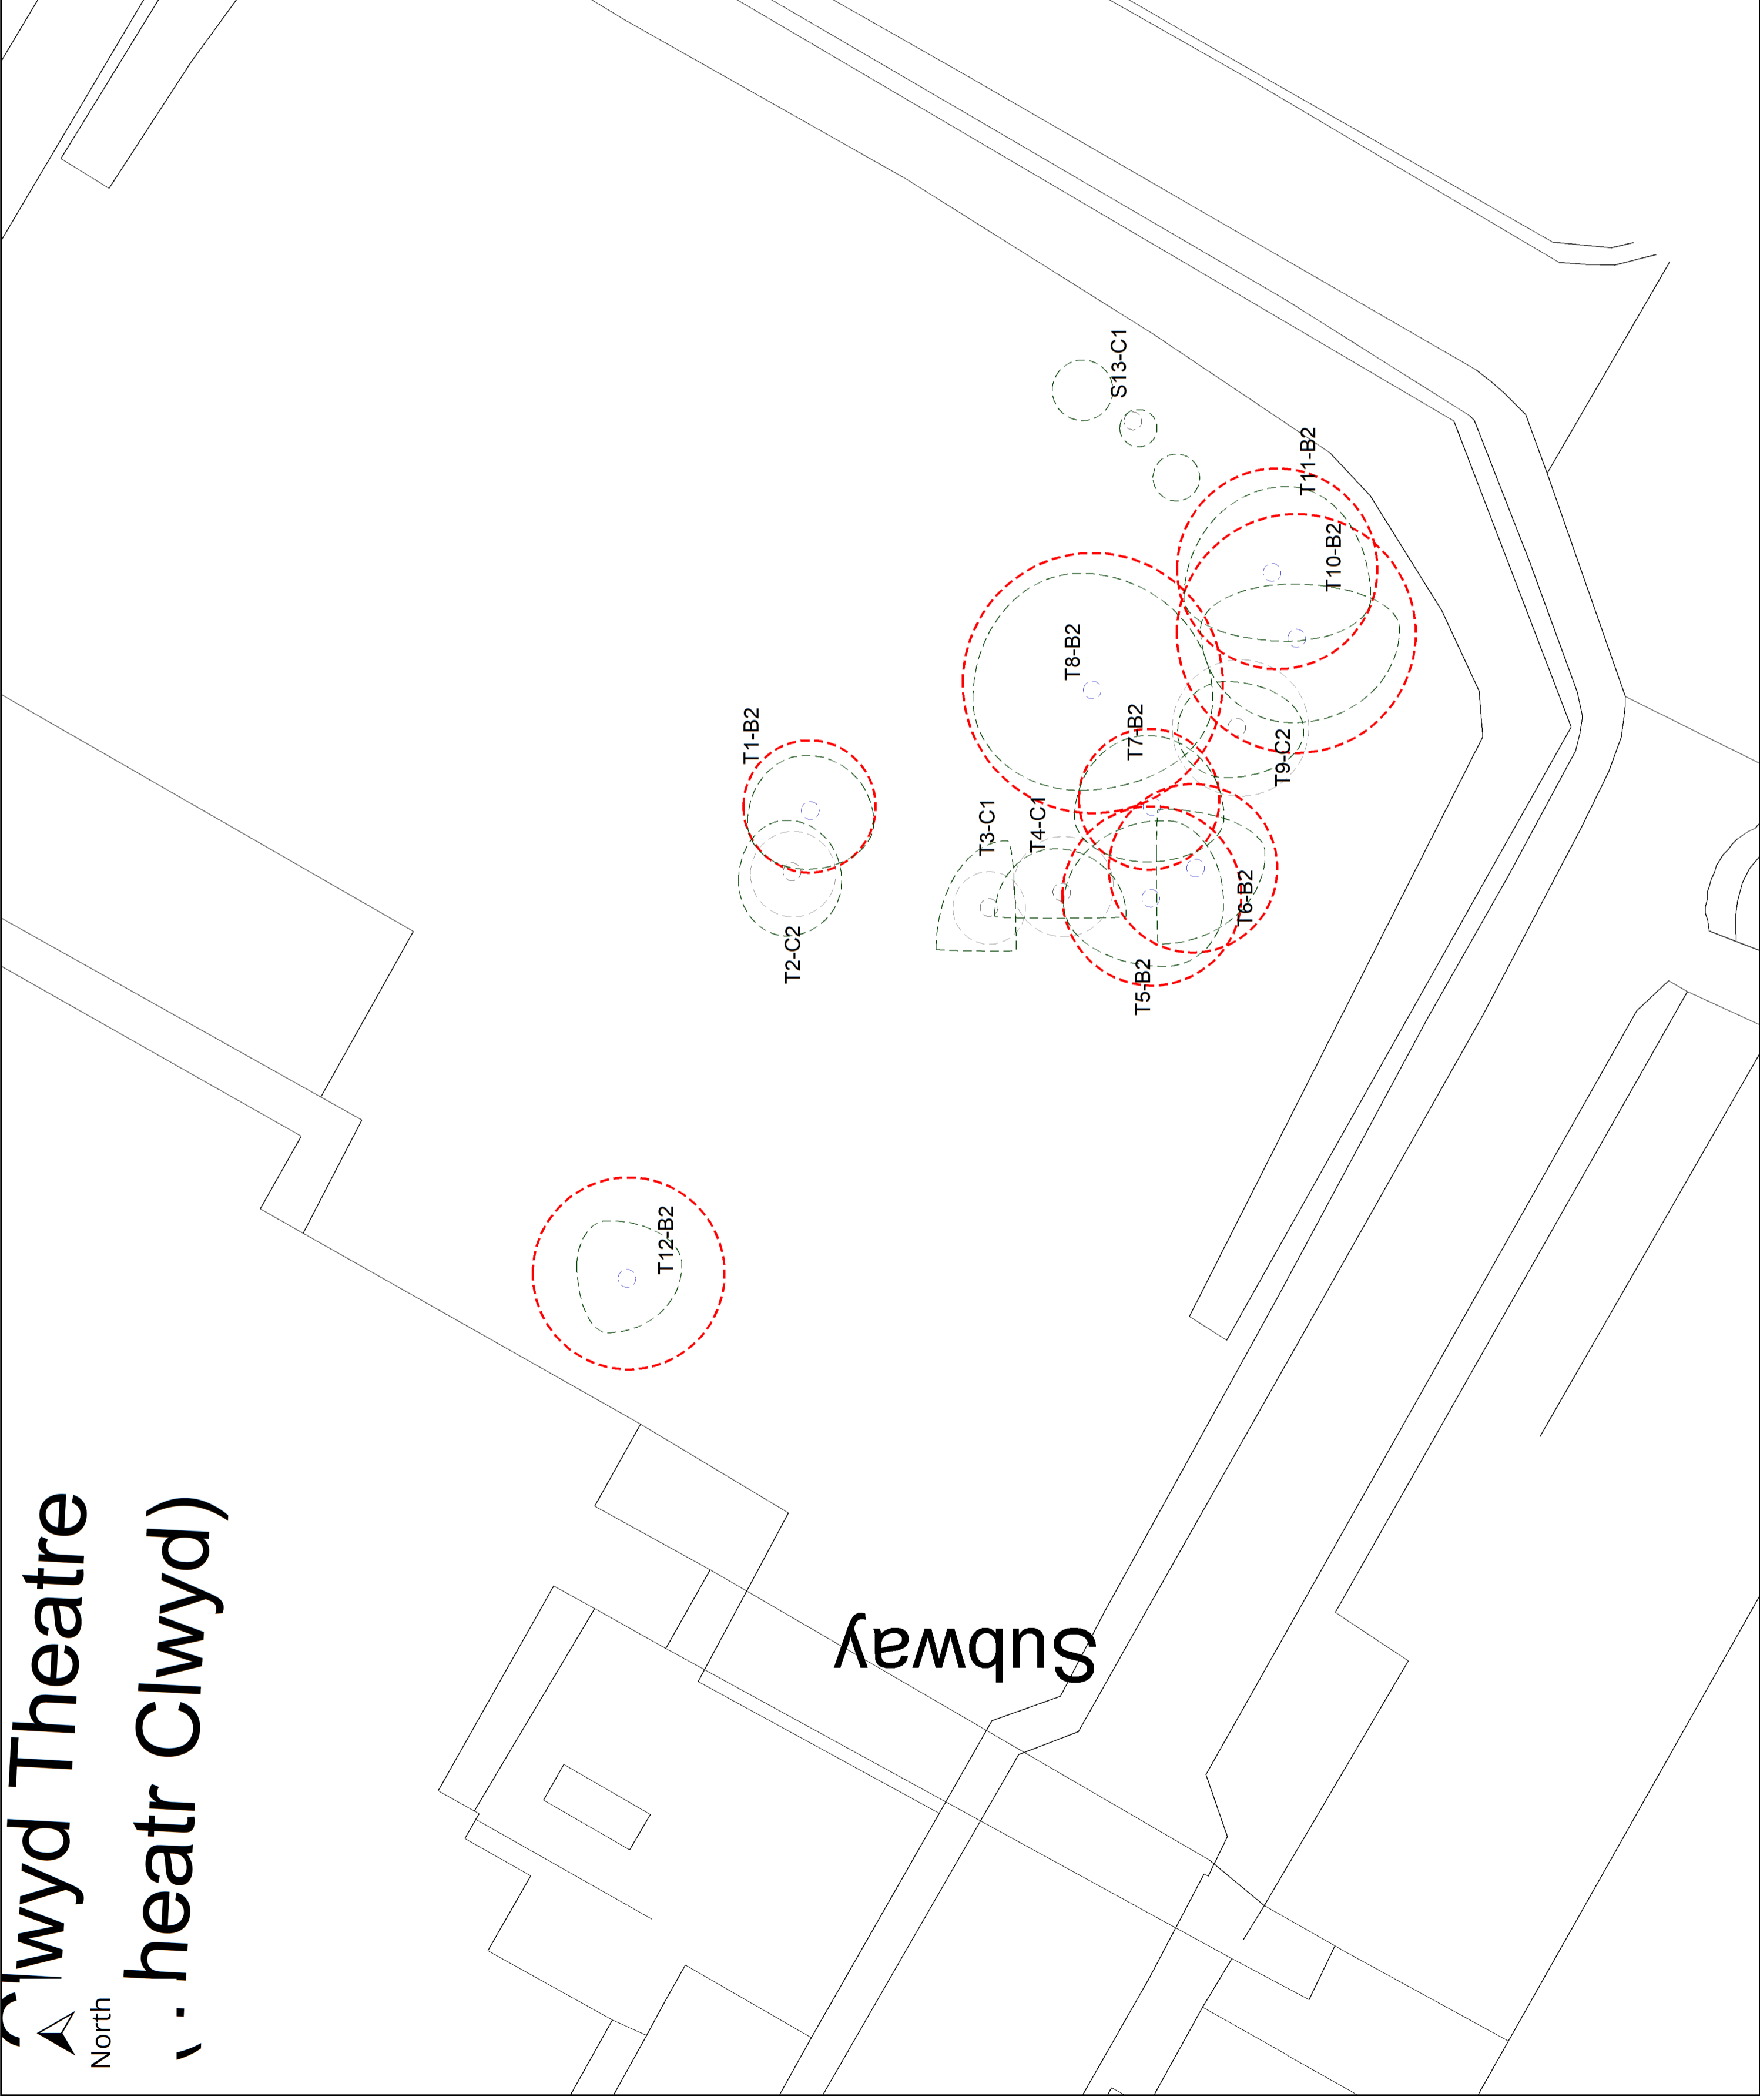 Clwyd Theatre
heatr Clwyd)
North
Subway
T1-B2
T2-C2
T3-C1
T4-C1
T5-B2
T6-B2
T7-B2
T8-B2
T9-C2
T10-B2
T11-B2
T12-B2
S13-C1